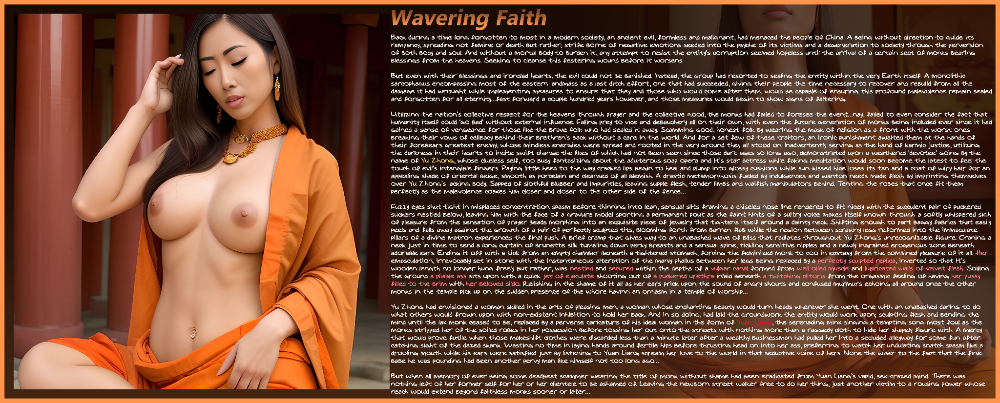 Wavering Faith
Back during a time long forgotten to most in a modern society, an ancient evil, formless and malignant, had menaced the people of China. A being without direction to guide its
rampancy, spreading not famine or death but rather; strife borne of negative emotions seeded into the psyche of its victims and a degeneration to society through the perversion
of both body and soul. And without a mortal body to burden it, any attempt to resist the entity's corruption seemed hopeless until the arrival of a certain sect of monks bearing
blessings from the heavens. Seeking to cleanse this festering wound before it worsens.
But even with their blessings and ironclad hearts, the evil could not be banished. Instead, the group had resorted to sealing the entity within the very Earth itself. A monolithic
sarcophagus encompassing most of the eastern landmass as a last ditch effort, one that had succeeded, giving their people the time necessary to recover and rebuild from all the
damage it had wrought while implementing measures to ensure that they and those who would come after them, would be capable of ensuring this profound malevolence remain sealed
and forgotten for all eternity...fast forward a couple hundred years however, and those measures would begin to show signs of faltering.
Utilizing the nation's collective respect for the heavens through prayer and the collective good, the monks had failed to foresee the event...nay, failed to even consider the fact that
humanity itself could 'go bad' without external influence. Falling prey to vice and debauchery all on their own, with even the future generation of monks being included ever since it had
gained a sense of vengeance for those like the brave folk who had sealed it away. Scamming good, honest folk by wearing the mask of religion as a front with the worst ones
breaking their vows of celibacy behind their brethren's back without a care in the world. And for a set few of these traitors, an ironic punishment awaited them at the hands of
their forebears greatest enemy, whose mindless energies were spread and rooted in the very ground they all stood on. Inadvertently serving as the hand of karmic justice, utilizing
the darkness in their hearts to incite swift change the likes of which had not been seen since those dark ages so long ago, demonstrated upon a weathered 'devotee' going by the
name of Yu Zhong, whose clueless self, too busy fantasizing about the adulterous soap opera and it's star actress while faking meditation would soon become the latest to feel the
touch of evil's intangible fingers. Paying little heed to the way cracked lips begin to heal and plump into glossy cushions while sun-kissed hide loses its tan and a coat of wiry hair for an
appealing shade of oriental beige, smooth as porcelain and cleansed of all blemish. A drastic metamorphosis fueled by indulgences and wanton needs made flesh by imprinting themselves
over Yu Zhong's lacking body. Sapped of slothful blubber and impurities, leaving supple flesh, tender limbs and waifish manipulators behind. Tenting the robes that once fit them
perfectly as the malevolence coaxes him closer and closer to the other side of the fence...
Fuzzy eyes shut tight in misplaced concentration spasm before thinning into lean, sensual slits framing a chiseled nose line rendered to fit nicely with the succulent pair of puckered
suckers nestled below, leaving him with the face of a gravure model sporting a permanent pout as the faint hints of a sultry voice makes itself known through a softly whispered sigh
of pleasure from the sensation of prayer beads morphing into an exquisite piece of jewelry that tightens itself around a dainty neck. Shifting enough to part baggy fabrics that easily
peels and falls away against the growth of a pair of perfectly sculpted tits, blooming forth from barren flab while the region between scrawny legs reformed into the immaculate
pillars of a divine matron experiences the final push. A brief cramp that gives way to an unabashed wave of bliss that radiates throughout Yu Zhong's unrecognizable figure. Craning a
neck just in time to send a long curtain of brunette silk tumbling down perky breasts and a sensual spine, tickling sensitive nipples and a newly ingrained erogenous zone beneath
adorable ears. Ending it off with a kick from an empty chamber beneath a tightened stomach, forcing the feminized monk to coo in ecstasy from the combined pleasure of it all. Her
emasculation, irrevocably set in stone with the instantaneous alteration of the manly phallus between her legs being replaced by a perfectly sculpted replica, inverted so that it's
wooden length no longer hung freely but rather, was nestled and secured within the depths of a vulgar canal formed from well oiled muscle and lubricated walls of velvet flesh. Soiling
the ground a pliable ass sits upon with a quick jet of ejaculate shooting out of a puckered urethra inlaid beneath a twitching clitoris from the orgasmic feeling of having her pussy
filled to the brim with her beloved dildo. Relishing in the shame of it all as her ears prick upon the sound of angry shouts and confused murmurs echoing all around once the other
monks in the temple pick up on the sudden presence of the whore having an orgasm in a temple of worship...
Yu Zhong had envisioned a woman skilled in the arts of pleasing men, a woman whose enchanting beauty would turn heads wherever she went. One with an unabashed daring to do
what others would frown upon with non-existent inhibition to hold her back. And in so doing, had laid the groundwork the entity would work upon; sculpting flesh and bending the
mind until the lax monk ceased to be, replaced by a perverse caricature of his ideal woman in the form of Yuan Liang, the serenading minx singing a tempting song most foul as the
monks stripped her of the soiled robes in her possession before tossing her out onto the streets with nothing more than a raggedy cloth to hide her shapely figure with. A mercy
that would prove futile when those makeshift clothes were discarded less than a minute later after a wealthy businessman had pulled her into a secluded alleyway for some fun after
catching sight of the dazed skank. Wasting no time in laying hands around fertile hips before thrusting head on into her ass, preferring to watch her undulating snatch spasm like a
drooling mouth while his ears were satisfied just by listening to Yuan Liang scream her love to the world in that seductive voice of hers. None the wiser to the fact that the fine
babe he was pounding had been another pervy man like himself not too long ago...
But when all memory of ever being some deadbeat scammer wearing the title of monk without shame had been eradicated from Yuan Liang's vapid, sex-crazed mind. There was
nothing left of her former self for her or her clientele to be ashamed of. Leaving the newborn street walker free to do her thing, just another victim to a rousing power whose
reach would extend beyond faithless monks sooner or later...